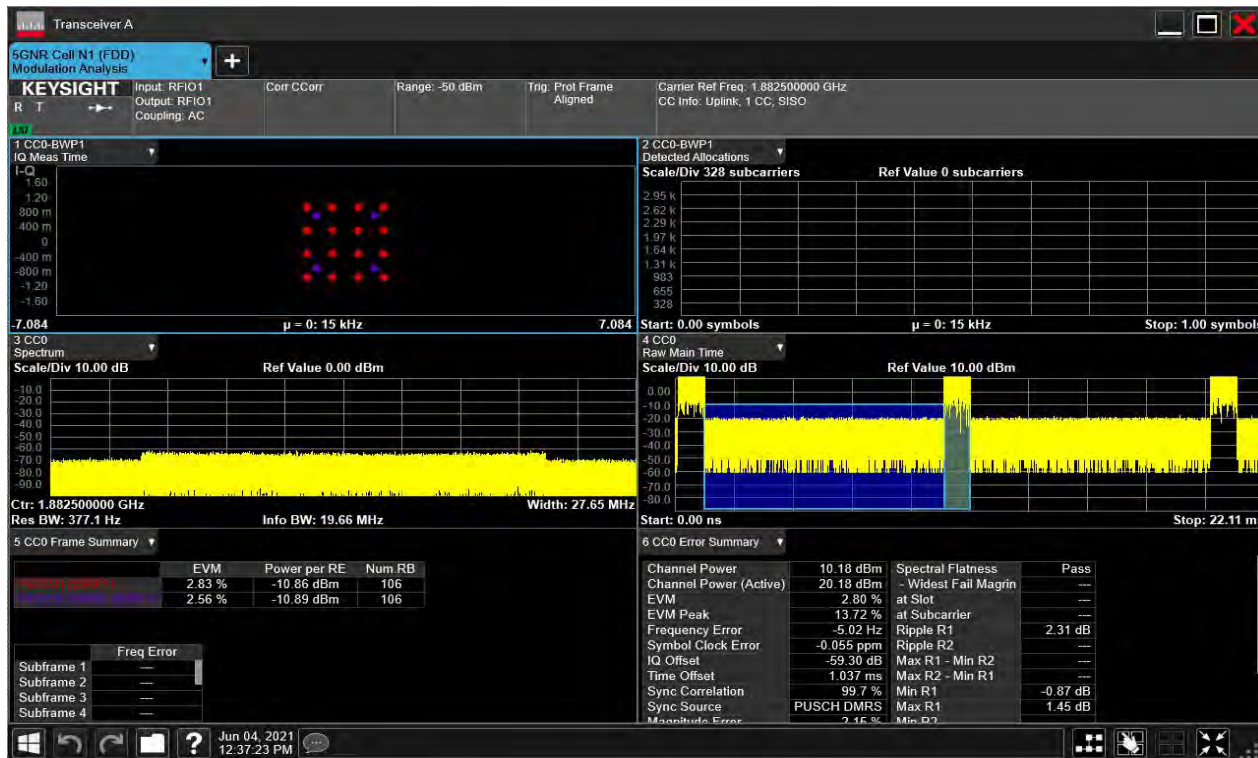 Transceiver A
5GNR Cell N1 (FDD)
Modulation Analysis
+
KEYSIGHT
R T
LXI
Input: RFIO1
Output: RFIO1
Coupling: AC
Corr CCorr
Range: -50 dBm
Trig: Prot Frame
Aligned
Carrier Ref Freq: 1.882500000 GHz
CC Info: Uplink, 1 CC, SISO
1 CC0-BWP1
IQ Meas Time
I-Q
1.60
1.20
800 m
400 m
0
-400 m
-800 m
-1.20
-1.60
-7.084 µ = 0: 15 kHz 7.084
2 CC0-BWP1
Detected Allocations
Scale/Div 328 subcarriers Ref Value 0 subcarriers
2.95 k
2.62 k
2.29 k
1.97 k
1.64 k
1.31 k
983
655
328
Start: 0.00 symbols µ = 0: 15 kHz Stop: 1.00 symbol
3 CC0
Spectrum
Scale/Div 10.00 dB Ref Value 0.00 dBm
-10.0
-20.0
-30.0
-40.0
-50.0
-60.0
-70.0
-80.0
-90.0
Ctr: 1.882500000 GHz Width: 27.65 MHz
Res BW: 377.1 Hz Info BW: 19.66 MHz
4 CC0
Raw Main Time
Scale/Div 10.00 dB Ref Value 10.00 dBm
0.00
-10.0
-20.0
-30.0
-40.0
-50.0
-60.0
-70.0
-80.0
Start: 0.00 ns Stop: 22.11 m
5 CC0 Frame Summary
EVM Power per RE Num.RB
2.83 % -10.86 dBm 106
2.56 % -10.89 dBm 106
Freq Error
Subframe 1 ---
Subframe 2 ---
Subframe 3 ---
Subframe 4 ---
6 CC0 Error Summary
Channel Power 10.18 dBm Spectral Flatness Pass
Channel Power (Active) 20.18 dBm - Widest Fail Magrin ---
EVM 2.80 % at Slot ---
EVM Peak 13.72 % at Subcarrier ---
Frequency Error -5.02 Hz Ripple R1 2.31 dB
Symbol Clock Error -0.055 ppm Ripple R2 ---
IQ Offset -59.30 dB Max R1 - Min R2 ---
Time Offset 1.037 ms Max R2 - Min R1 ---
Sync Correlation 99.7 % Min R1 -0.87 dB
Sync Source PUSCH DMRS Max R1 1.45 dB
Magnitude Error 2.15 % Min R2
? Jun 04, 2021
12:37:23 PM